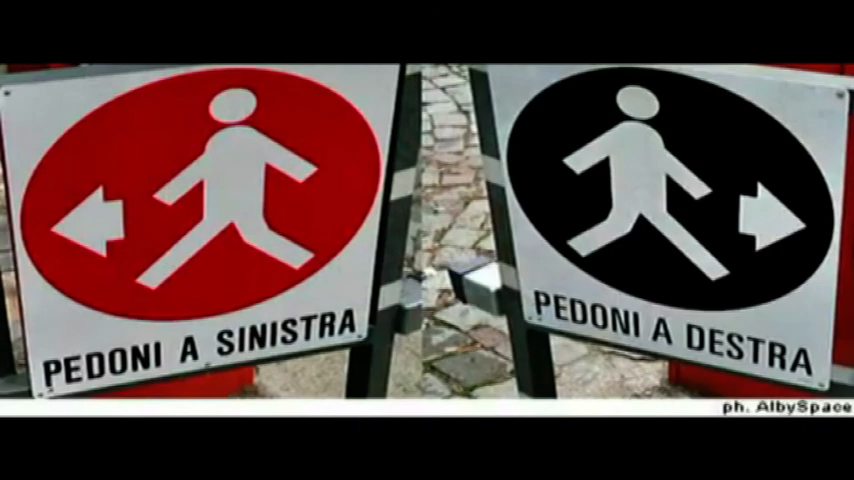 PEDONI A SINISTRA
PEDONI A DESTRA
ph. AlbySpace